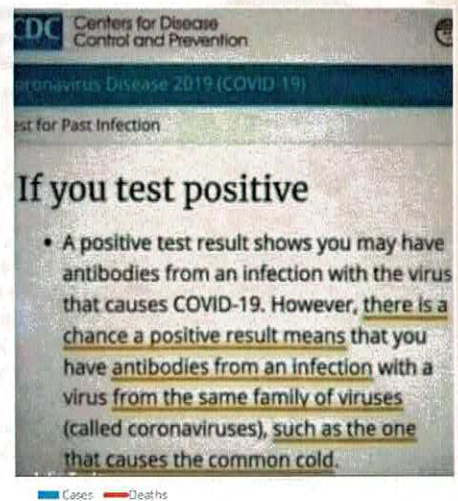 CDC Centers for Disease
Control and Prevention
oronavirus Disease 2019 (COVID-19)
est for Past Infection
If you test positive
• A positive test result shows you may have
antibodies from an infection with the virus
that causes COVID-19. However, there is a
chance a positive result means that you
have antibodies from an infection with a
virus from the same family of viruses
(called coronaviruses), such as the one
that causes the common cold.
Cases Deaths